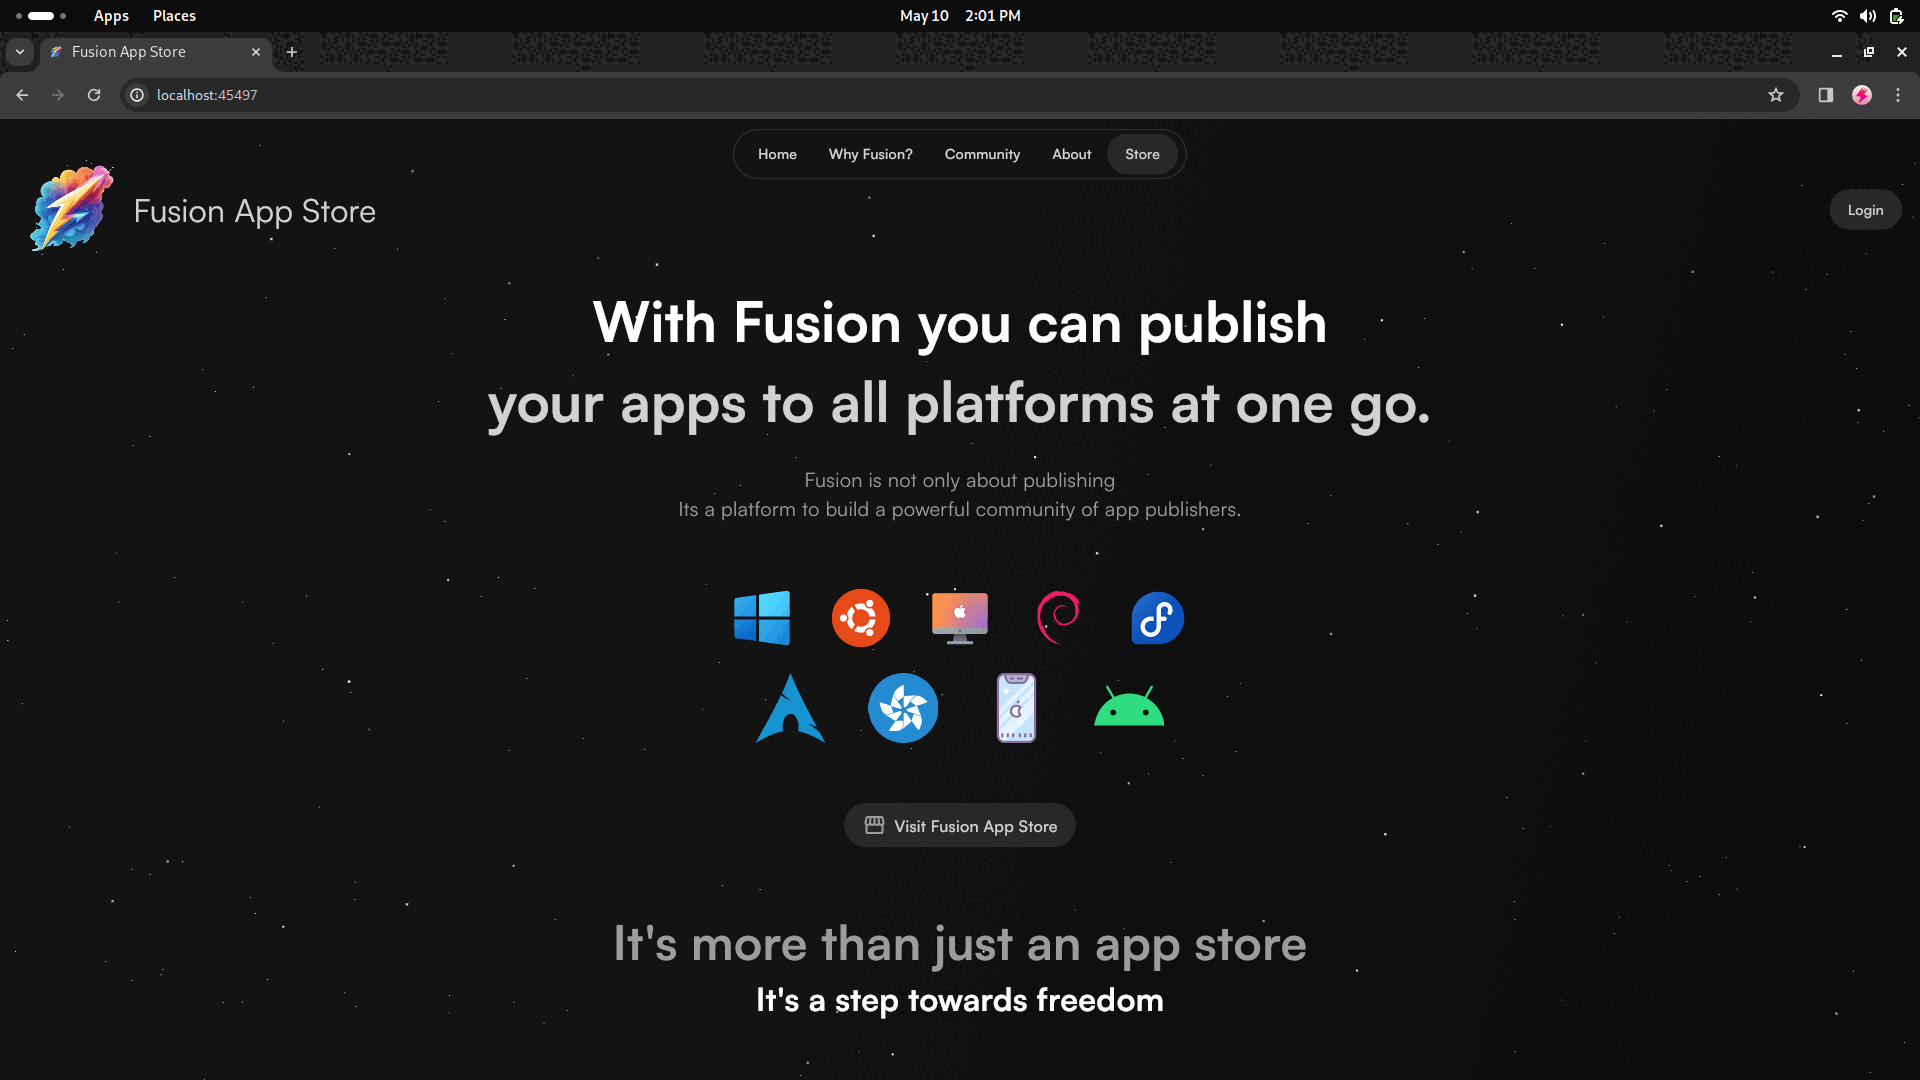 Apps Places May 10 2:01 PM
Fusion App Store
localhost:45497
Home Why Fusion? Community About Store
Fusion App Store
Login
With Fusion you can publish
your apps to all platforms at one go.
Fusion is not only about publishing
Its a platform to build a powerful community of app publishers.
Visit Fusion App Store
It's more than just an app store
It's a step towards freedom